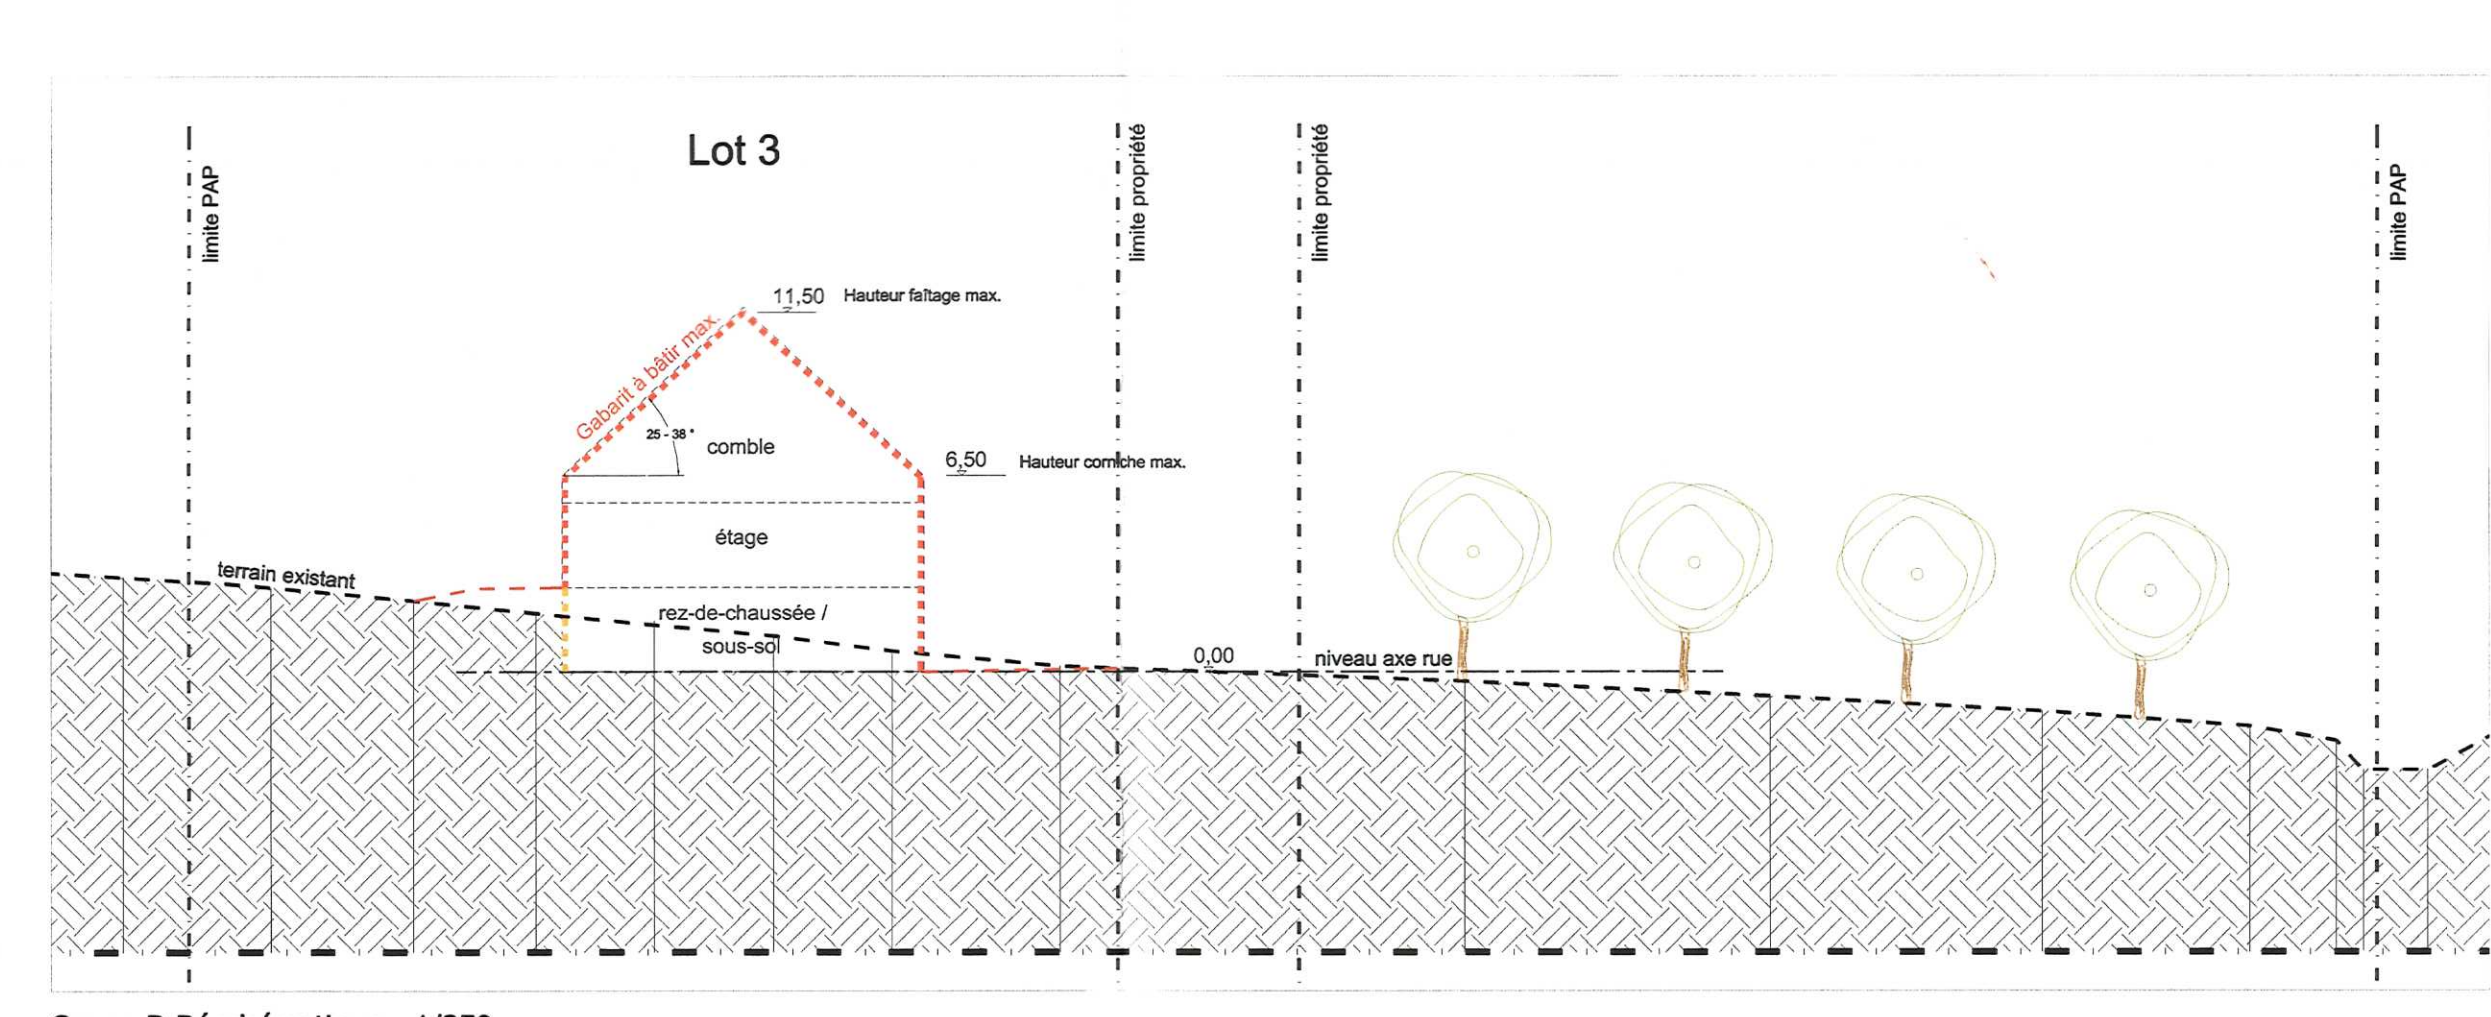 Lot 3
limite PAP
limite propriété
limite propriété
limite PAP
11,50 Hauteur faîtage max.
Gabarit à bâtir max.
25 - 38 °
comble
6,50 Hauteur corniche max.
étage
terrain existant
rez-de-chaussée /
sous-sol
0,00
niveau axe rue